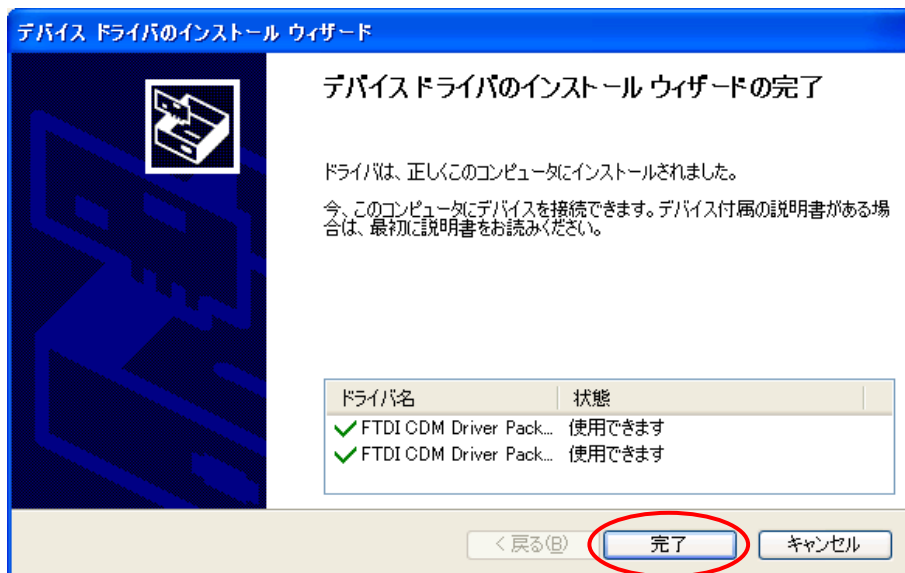 デバイス ドライバのインストール ウィザード
デバイス ドライバのインストール ウィザードの完了
ドライバは、正しくこのコンピュータにインストールされました。
今、このコンピュータにデバイスを接続できます。デバイス付属の説明書がある場
合は、最初に説明書をお読みください。
ドライバ名 状態
FTDI CDM Driver Pack... 使用できます
FTDI CDM Driver Pack... 使用できます
< 戻る(B) 完了 キャンセル